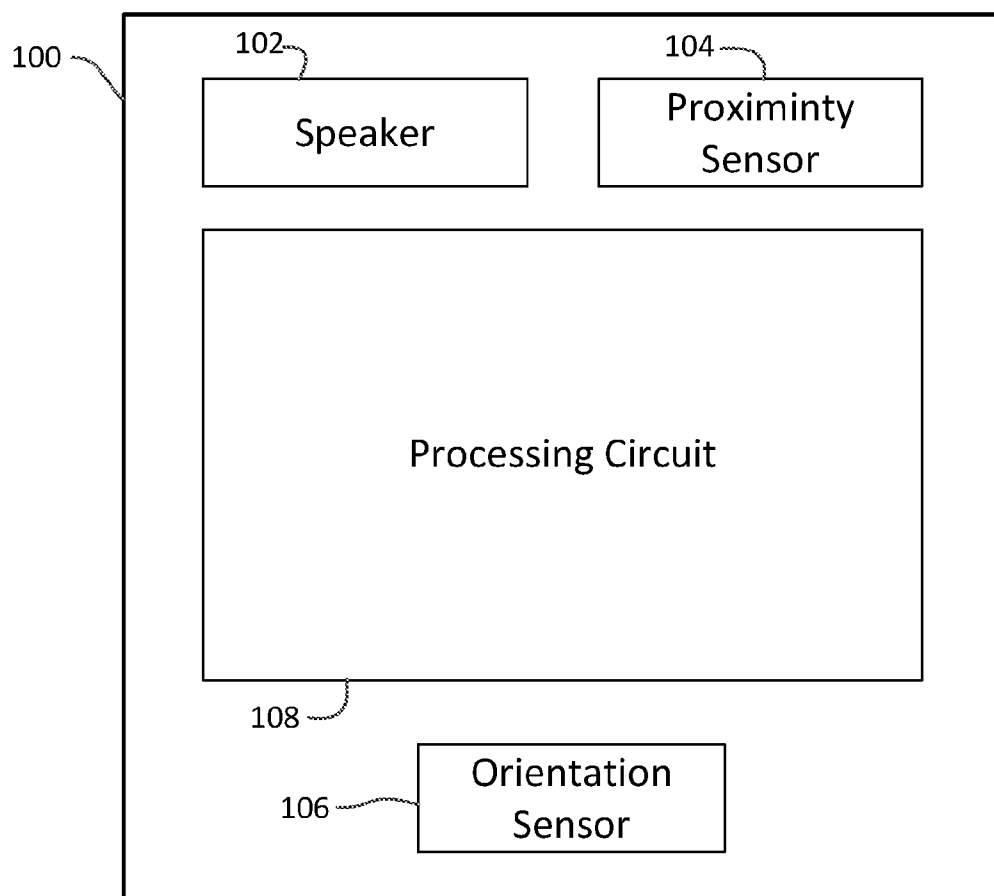 100
102
104
Speaker
Proximinty
Sensor
Processing Circuit
108
106
Orientation
Sensor